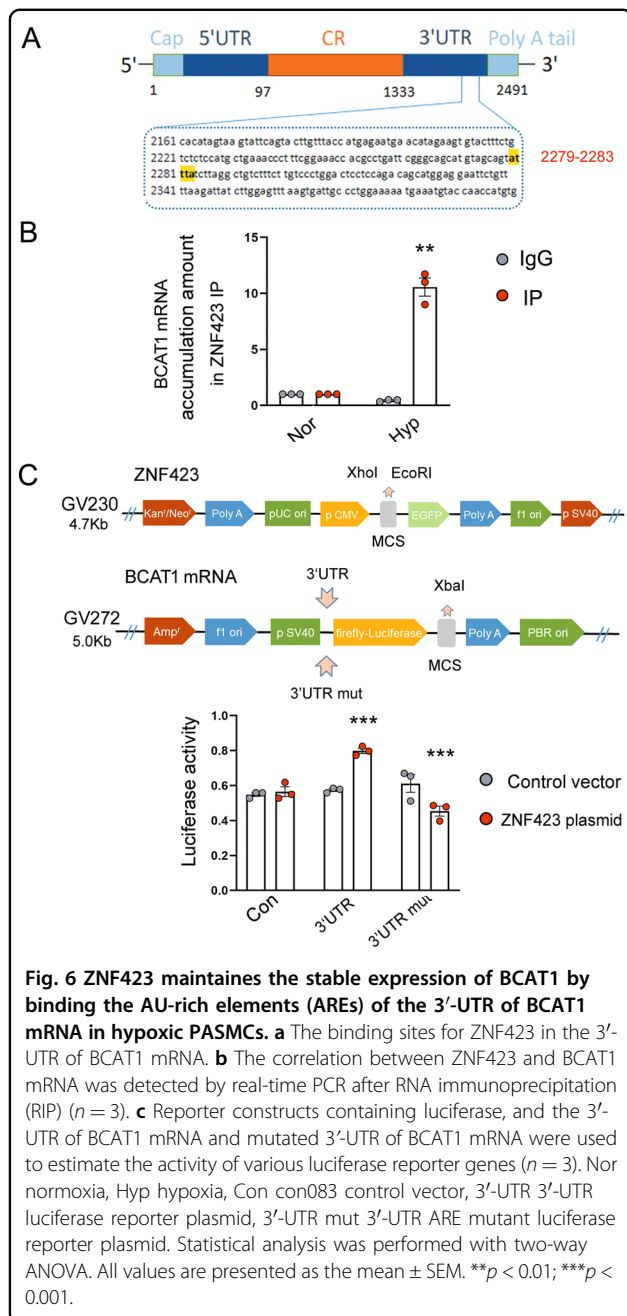 A
Cap 5'UTR CR 3'UTR Poly A tail
5'
3'
1 97 1333 2491
2161 cacatagtaa gtattcagta cttgtttacc atgagaatga acatagaagt gtactttctg
2221 tctctccatg ctgaaaccct ttcggaaacc acgcctgatt cgggcagcat gtagcagtat
2281 ttatcttagg ctgtctttct tgtccctgga ctcctccaga cagcatggag gaattctgtt
2341 ttaagattat cttggagttt aagtgattgc cctggaaaaa tgaaatgtac caaccatgtg
2279-2283
B
BCAT1 mRNA
accumulation amount
in ZNF423 IP
15
10
5
0
**
IgG
IP
Nor Hyp
C
ZNF423
XhoI EcoRI
GV230
4.7Kb
Kanʳ/Neoʳ Poly A pUC ori p CMV EGFP Poly A f1 ori p SV40
MCS
BCAT1 mRNA
3'UTR
XbaI
GV272
5.0Kb
Ampʳ f1 ori p SV40 firefly-Luciferase Poly A PBR ori
MCS
3'UTR mut
Luciferase activity
1.0
0.8
0.6
0.4
0.2
0.0
***
***
Control vector
ZNF423 plasmid
Con 3'UTR 3'UTR mut
Fig. 6 ZNF423 maintaines the stable expression of BCAT1 by
binding the AU-rich elements (AREs) of the 3′-UTR of BCAT1
mRNA in hypoxic PASMCs. a The binding sites for ZNF423 in the 3′-
UTR of BCAT1 mRNA. b The correlation between ZNF423 and BCAT1
mRNA was detected by real-time PCR after RNA immunoprecipitation
(RIP) (n = 3). c Reporter constructs containing luciferase, and the 3′-
UTR of BCAT1 mRNA and mutated 3′-UTR of BCAT1 mRNA were used
to estimate the activity of various luciferase reporter genes (n = 3). Nor
normoxia, Hyp hypoxia, Con con083 control vector, 3′-UTR 3′-UTR
luciferase reporter plasmid, 3′-UTR mut 3′-UTR ARE mutant luciferase
reporter plasmid. Statistical analysis was performed with two-way
ANOVA. All values are presented as the mean ± SEM. **p < 0.01; ***p <
0.001.